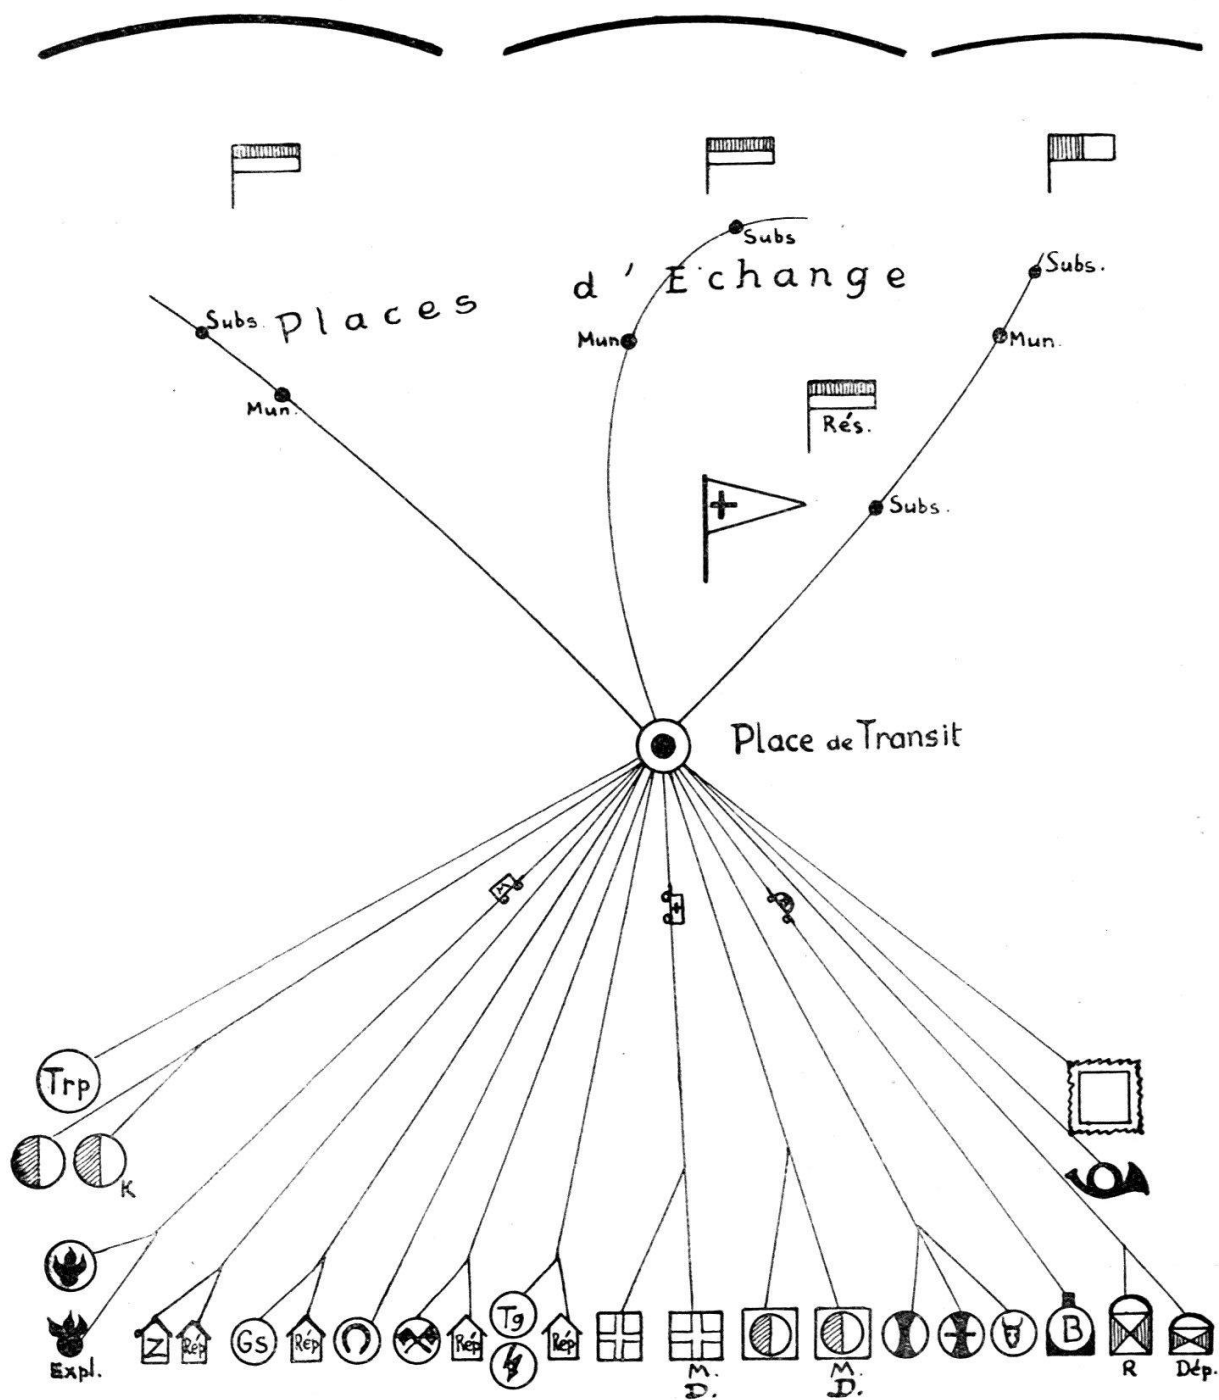 Subs
Subs.
d'Echange
Places
Subs.
Mun
Mun.
Mun.
Rés.
Subs.
Place de Transit
M
Trp
K
Tg
Z
Rép
Gs
Rép
Rép
Rép
B
Expl.
M.
D.
M.
D.
R
Dép.